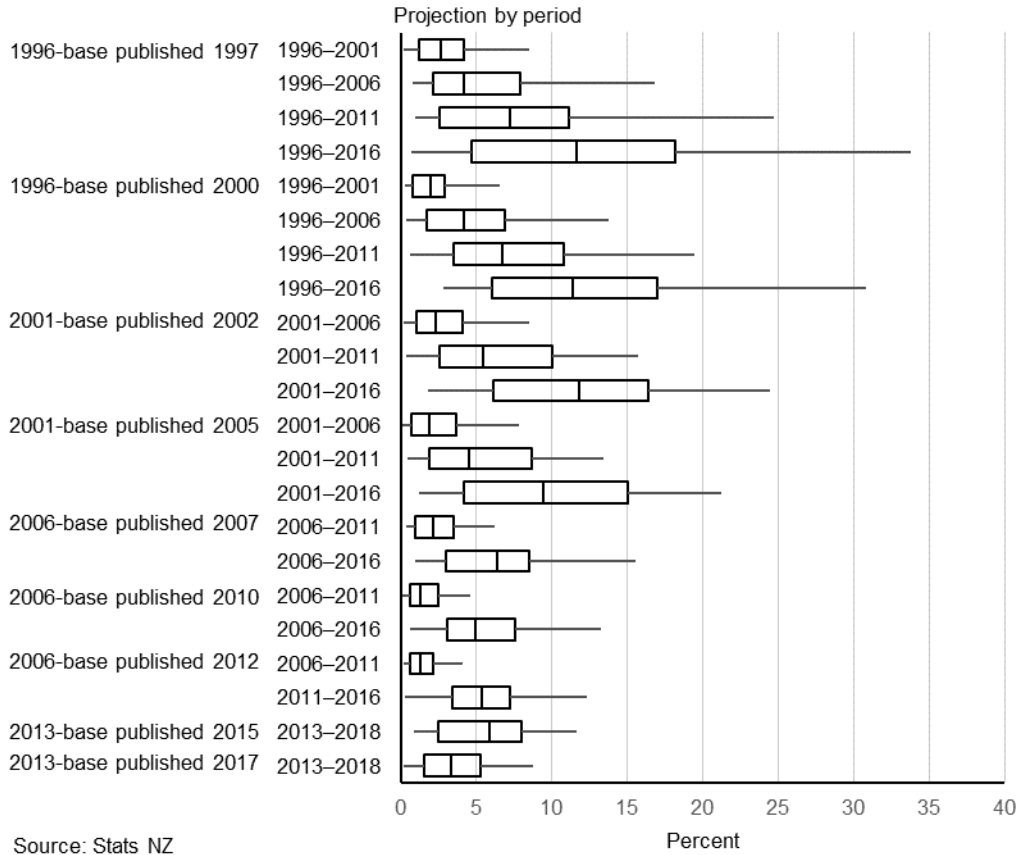 Projection by period
1996-base published 1997 1996–2001
1996–2006
1996–2011
1996–2016
1996-base published 2000 1996–2001
1996–2006
1996–2011
1996–2016
2001-base published 2002 2001–2006
2001–2011
2001–2016
2001-base published 2005 2001–2006
2001–2011
2001–2016
2006-base published 2007 2006–2011
2006–2016
2006-base published 2010 2006–2011
2006–2016
2006-base published 2012 2006–2011
2011–2016
2013-base published 2015 2013–2018
2013-base published 2017 2013–2018
0 5 10 15 20 25 30 35 40
Percent
Source: Stats NZ